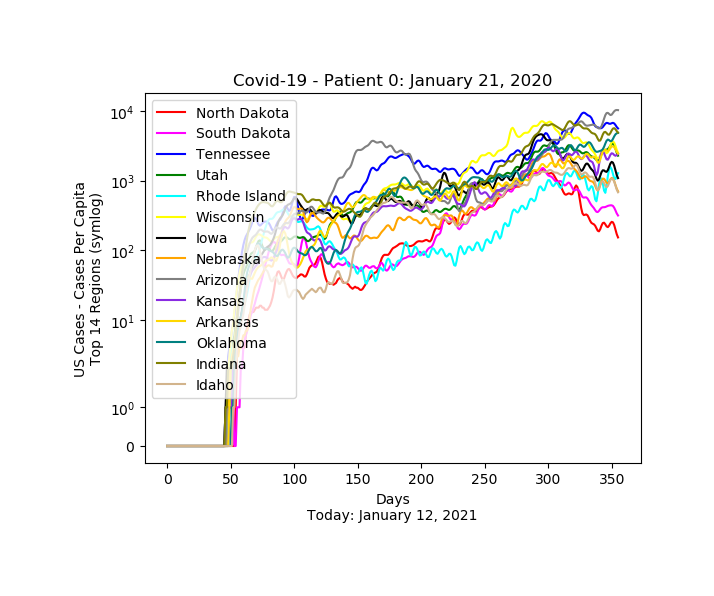 Covid-19 - Patient 0: January 21, 2020
US Cases - Cases Per Capita
Top 14 Regions (symlog)
10^4
10^3
10^2
10^1
10^0
0
North Dakota
South Dakota
Tennessee
Utah
Rhode Island
Wisconsin
Iowa
Nebraska
Arizona
Kansas
Arkansas
Oklahoma
Indiana
Idaho
0 50 100 150 200 250 300 350
Days
Today: January 12, 2021